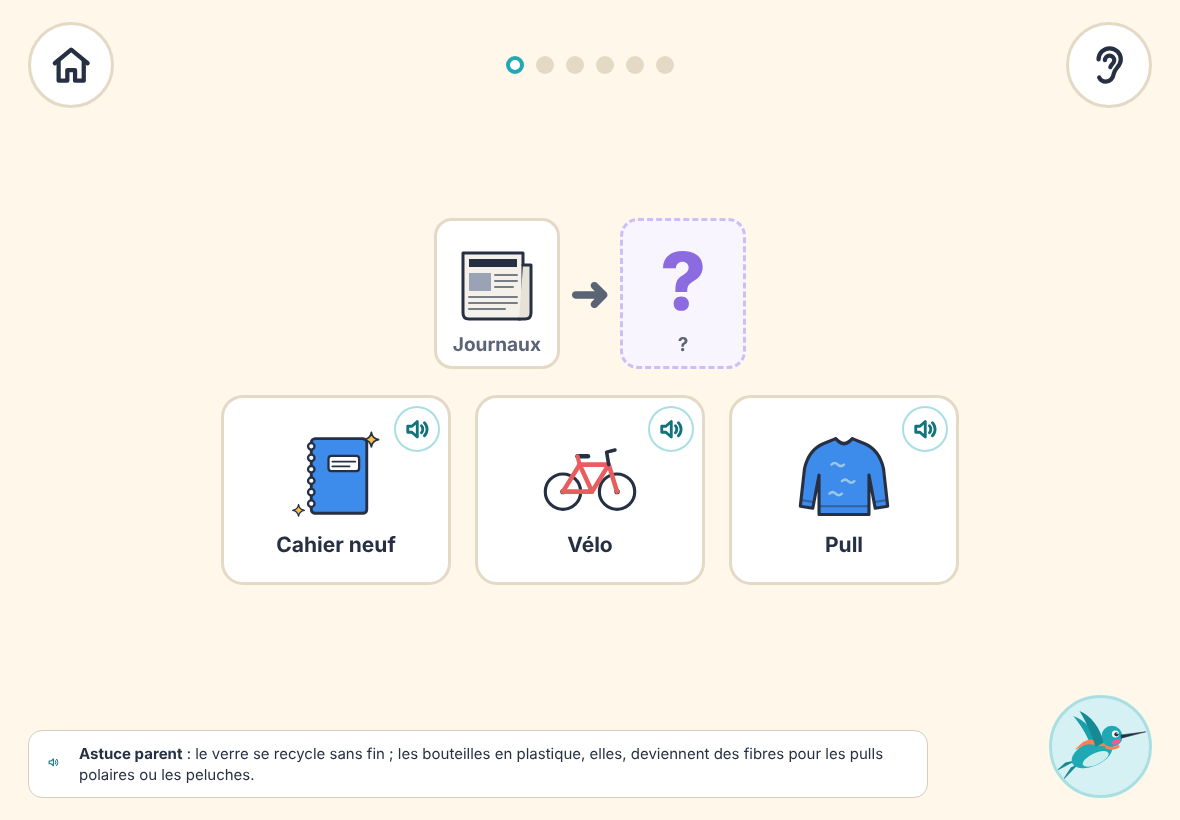 ?
Journaux
?
Cahier neuf
Vélo
Pull
Astuce parent : le verre se recycle sans fin ; les bouteilles en plastique, elles, deviennent des fibres pour les pulls
polaires ou les peluches.